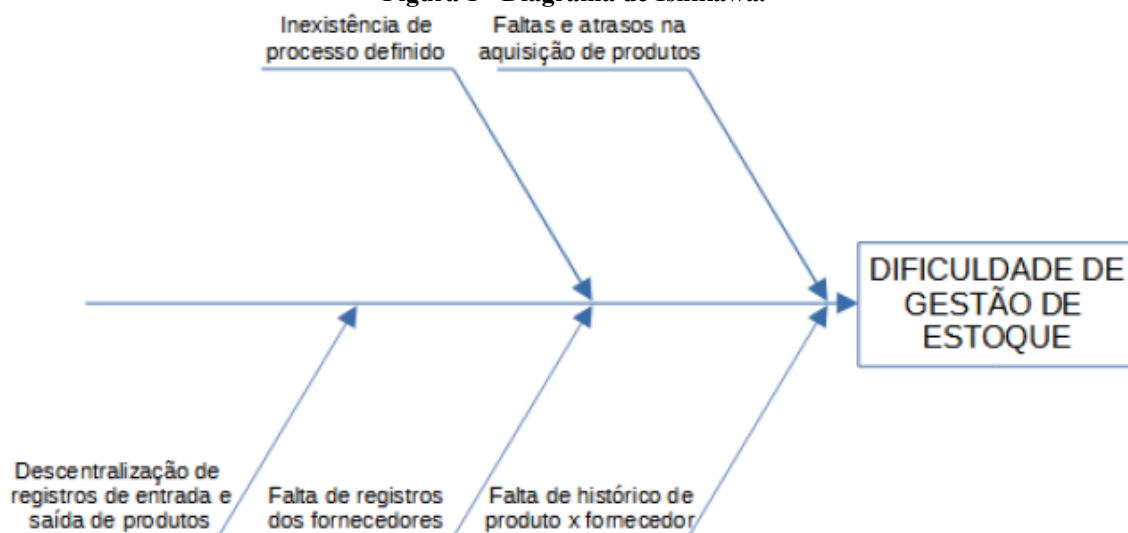 Inexistência de
processo definido
Faltas e atrasos na
aquisição de produtos
DIFICULDADE DE
GESTÃO DE
ESTOQUE
Descentralização de
registros de entrada e
saída de produtos
Falta de registros
dos fornecedores
Falta de histórico de
produto x fornecedor